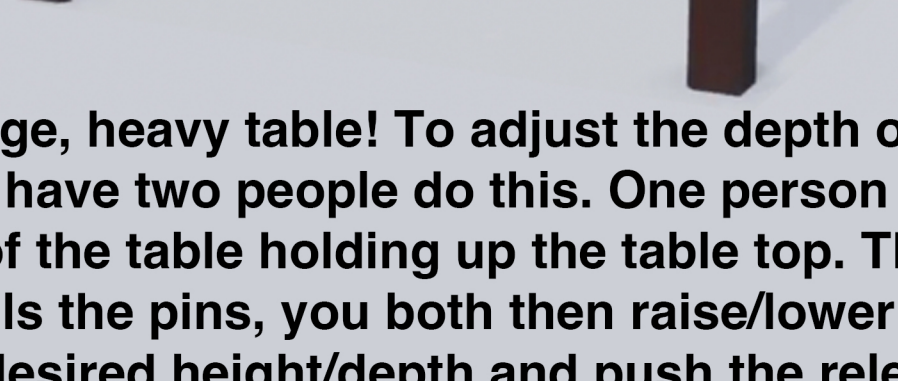 ge, heavy table! To adjust the depth o
have two people do this. One person
of the table holding up the table top. Th
ls the pins, you both then raise/lower
desired height/depth and push the rele